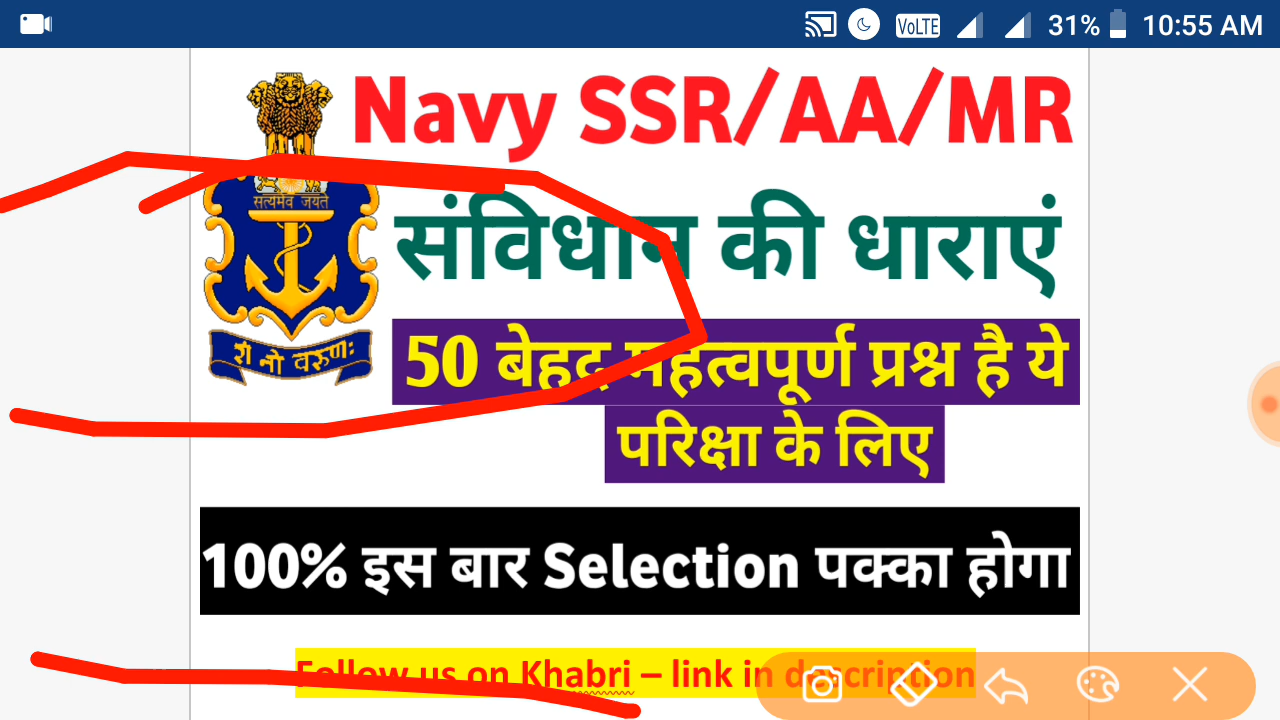 VoLTE 31% 10:55 AM
Navy SSR/AA/MR
सत्यमेव जयते
संविधान की धाराएं
शं नो वरुणः
50 बेहद महत्वपूर्ण प्रश्न है ये
परिक्षा के लिए
100% इस बार Selection पक्का होगा
Follow us on Khabri – link in description